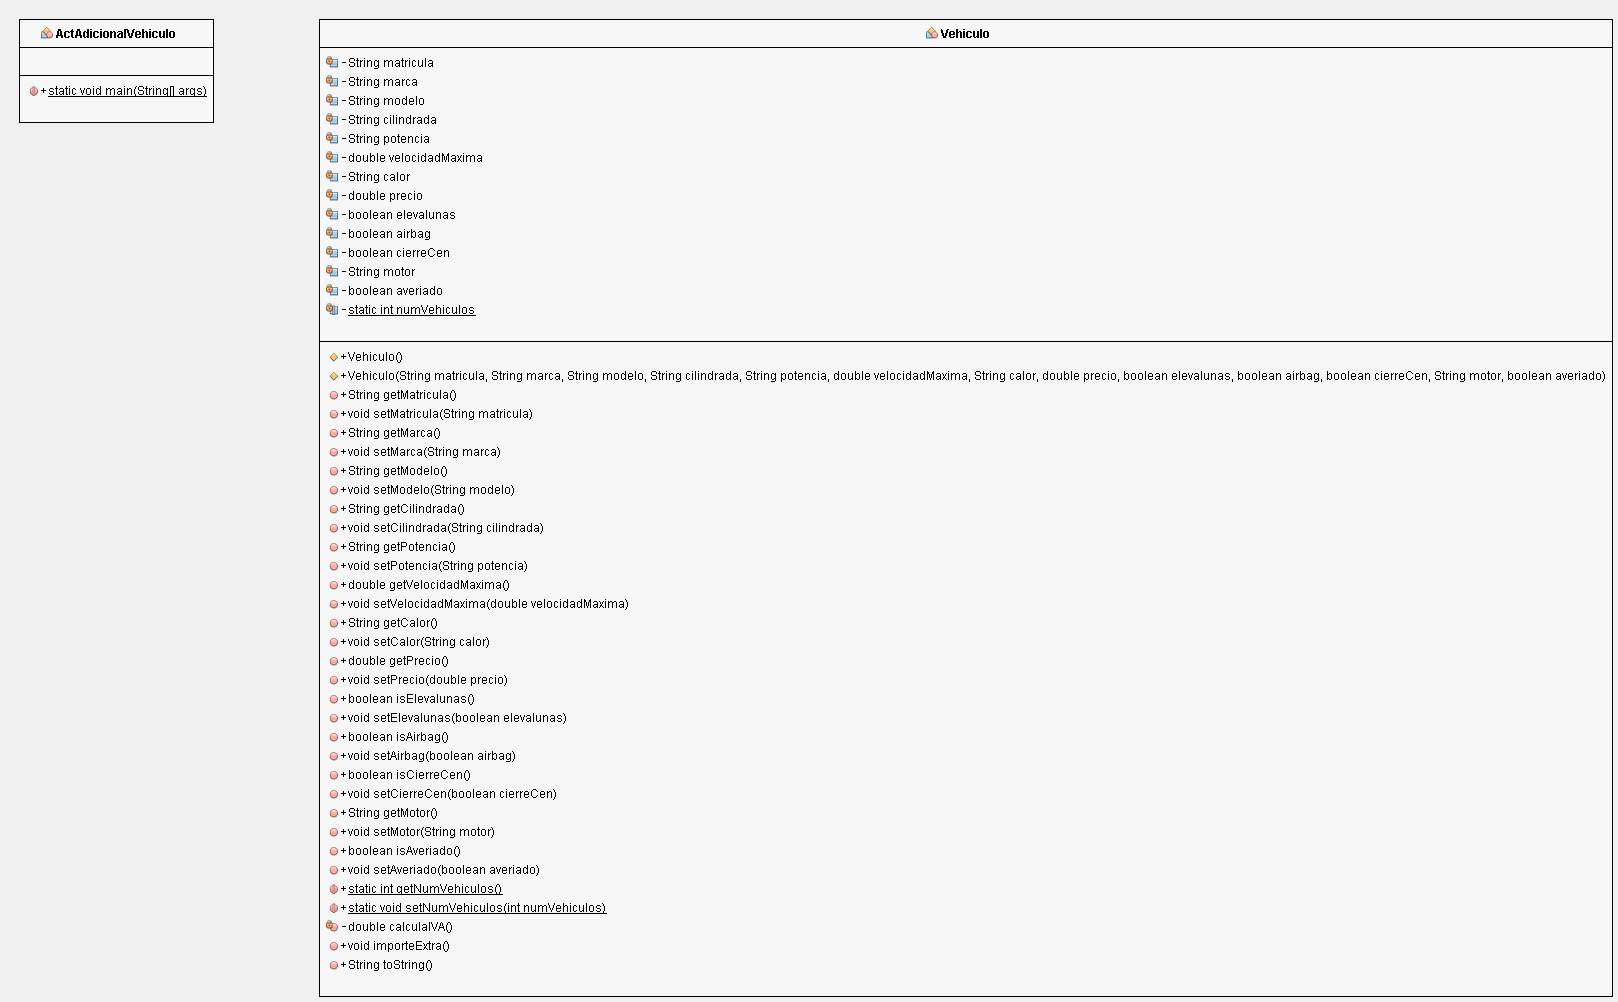 ActAdicionalVehiculo
+static void main(String[] args)
Vehiculo
-String matricula
-String marca
-String modelo
-String cilindrada
-String potencia
-double velocidadMaxima
-String calor
-double precio
-boolean elevalunas
-boolean airbag
-boolean cierreCen
-String motor
-boolean averiado
-static int numVehiculos
+Vehiculo()
+Vehiculo(String matricula, String marca, String modelo, String cilindrada, String potencia, double velocidadMaxima, String calor, double precio, boolean elevalunas, boolean airbag, boolean cierreCen, String motor, boolean averiado)
+String getMatricula()
+void setMatricula(String matricula)
+String getMarca()
+void setMarca(String marca)
+String getModelo()
+void setModelo(String modelo)
+String getCilindrada()
+void setCilindrada(String cilindrada)
+String getPotencia()
+void setPotencia(String potencia)
+double getVelocidadMaxima()
+void setVelocidadMaxima(double velocidadMaxima)
+String getCalor()
+void setCalor(String calor)
+double getPrecio()
+void setPrecio(double precio)
+boolean isElevalunas()
+void setElevalunas(boolean elevalunas)
+boolean isAirbag()
+void setAirbag(boolean airbag)
+boolean isCierreCen()
+void setCierreCen(boolean cierreCen)
+String getMotor()
+void setMotor(String motor)
+boolean isAveriado()
+void setAveriado(boolean averiado)
+static int getNumVehiculos()
+static void setNumVehiculos(int numVehiculos)
-double calculaIVA()
+void importeExtra()
+String toString()